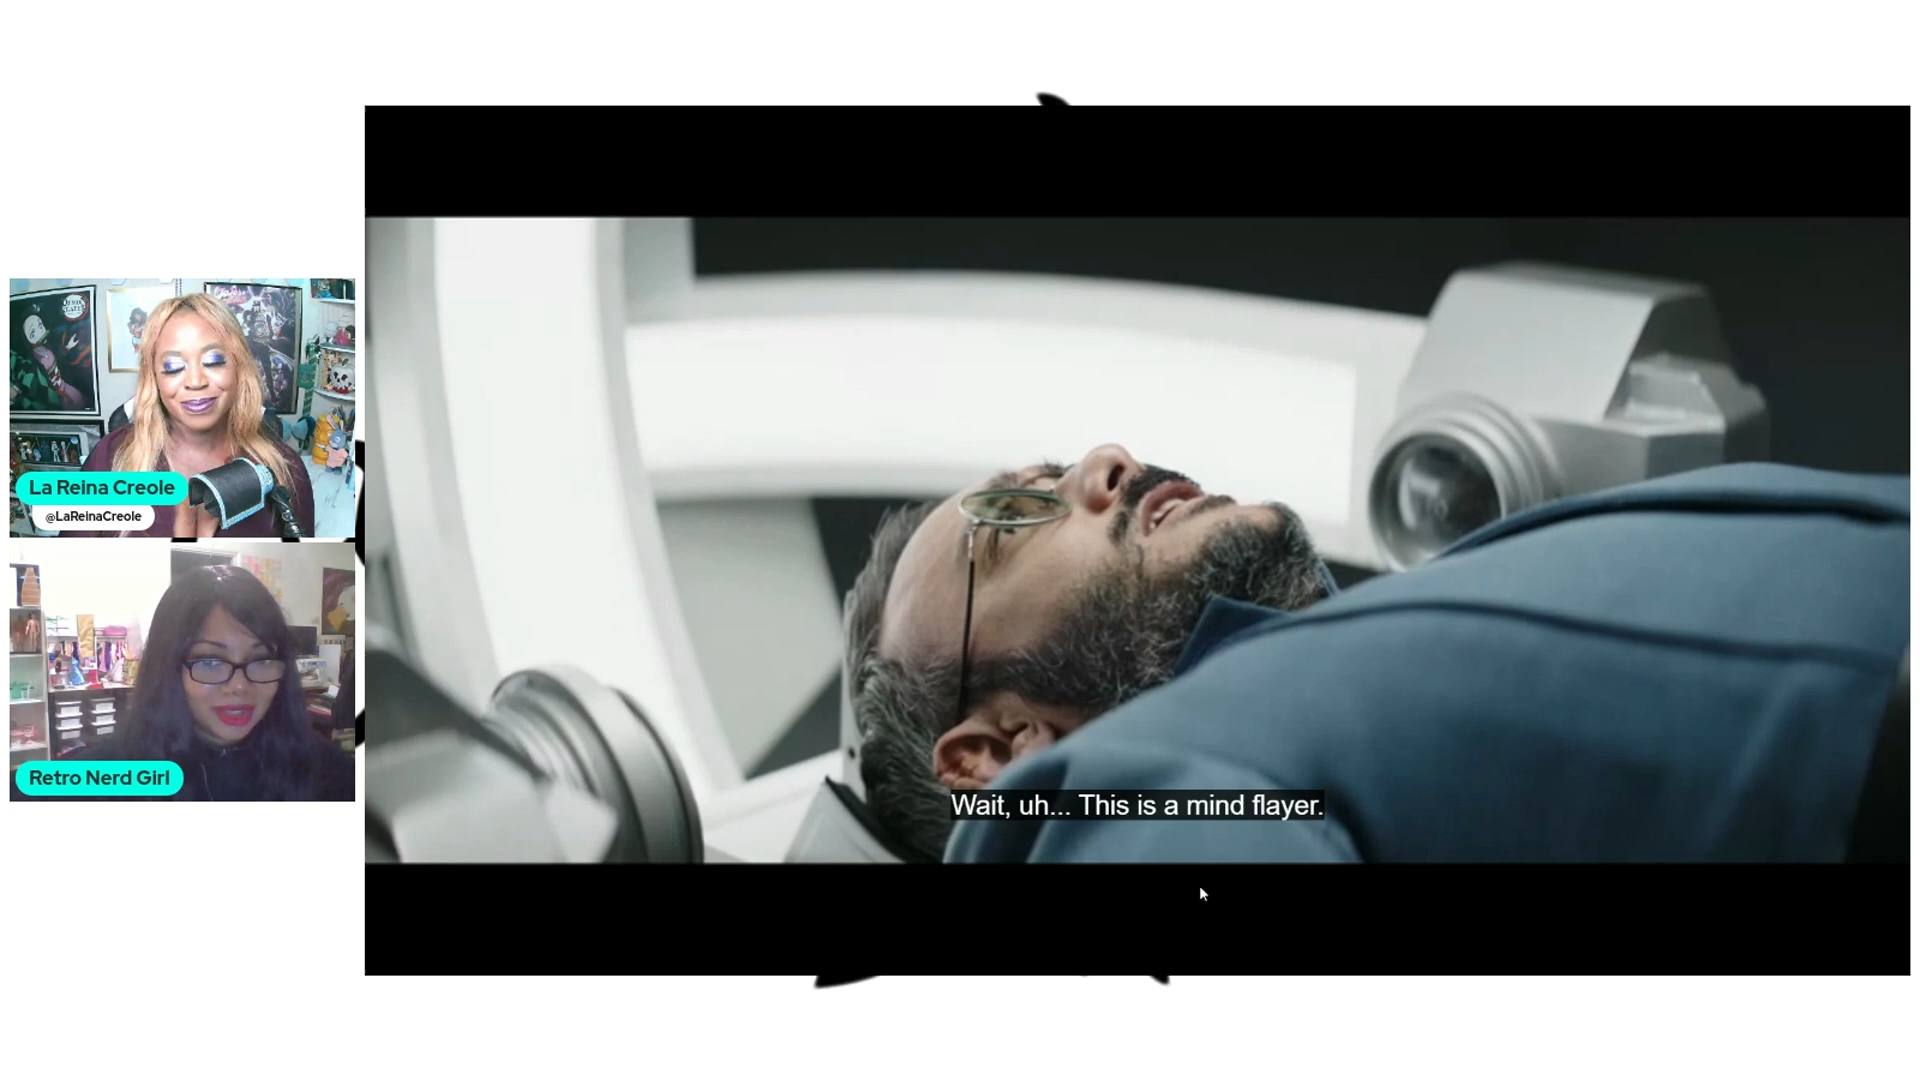 La Reina Creole
@LaReinaCreole
Retro Nerd Girl
Wait, uh... This is a mind flayer.